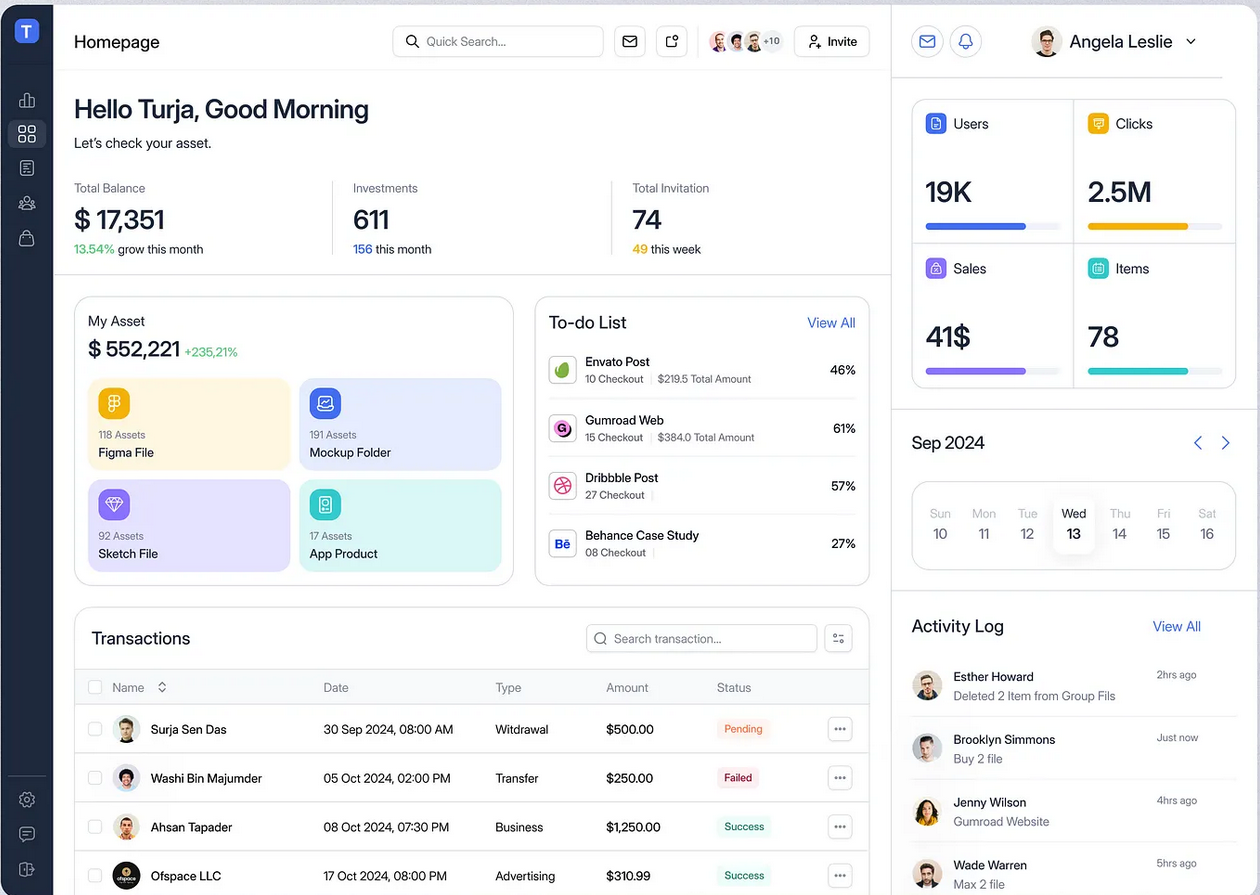 T
Homepage
Quick Search...
+10
Invite
Angela Leslie
Hello Turja, Good Morning
Let's check your asset.
Total Balance
$ 17,351
13.54% grow this month
Investments
611
156 this month
Total Invitation
74
49 this week
My Asset
$ 552,221 +235,21%
118 Assets
Figma File
191 Assets
Mockup Folder
92 Assets
Sketch File
17 Assets
App Product
To-do List
View All
Envato Post
10 Checkout | $219.5 Total Amount
46%
G
Gumroad Web
15 Checkout | $384.0 Total Amount
61%
Dribbble Post
27 Checkout |
57%
Bē
Behance Case Study
08 Checkout |
27%
Transactions
Search transaction...
Name Date Type Amount Status
Surja Sen Das 30 Sep 2024, 08:00 AM Witdrawal $500.00 Pending
Washi Bin Majumder 05 Oct 2024, 02:00 PM Transfer $250.00 Failed
Ahsan Tapader 08 Oct 2024, 07:30 PM Business $1,250.00 Success
ofspace
Ofspace LLC 17 Oct 2024, 08:00 PM Advertising $310.99 Success
Users
19K
Clicks
2.5M
Sales
41$
Items
78
Sep 2024
Sun Mon Tue Wed Thu Fri Sat
10 11 12 13 14 15 16
Activity Log
View All
Esther Howard 2hrs ago
Deleted 2 Item from Group Fils
Brooklyn Simmons Just now
Buy 2 file
Jenny Wilson 4hrs ago
Gumroad Website
Wade Warren 5hrs ago
Max 2 file